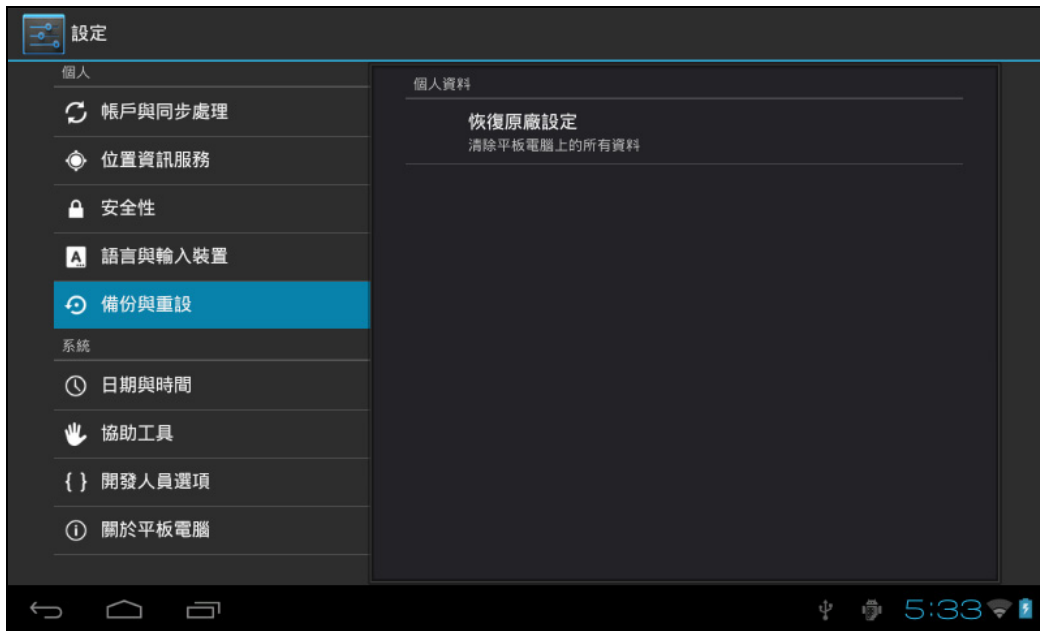 設定
個人
帳戶與同步處理
位置資訊服務
安全性
語言與輸入裝置
備份與重設
系統
日期與時間
協助工具
{ } 開發人員選項
關於平板電腦
個人資料
恢復原廠設定
清除平板電腦上的所有資料
5:33